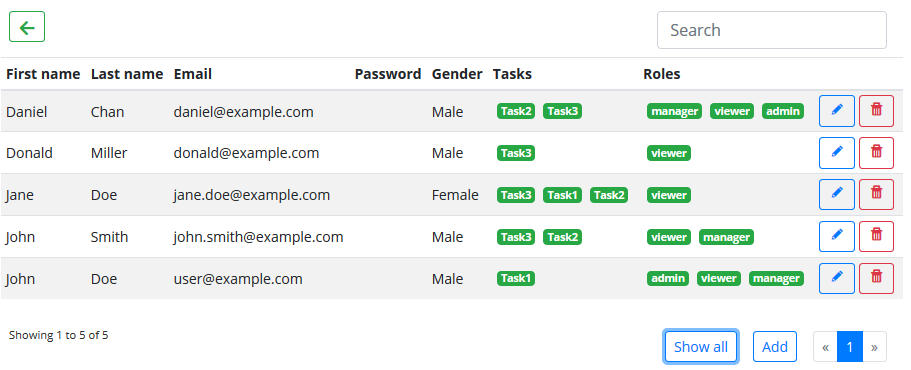 Search
First name Last name Email Password Gender Tasks Roles
Daniel Chan daniel@example.com Male Task2 Task3 manager viewer admin
Donald Miller donald@example.com Male Task3 viewer
Jane Doe jane.doe@example.com Female Task3 Task1 Task2 viewer
John Smith john.smith@example.com Male Task3 Task2 viewer manager
John Doe user@example.com Male Task1 admin viewer manager
Showing 1 to 5 of 5 Show all Add « 1 »